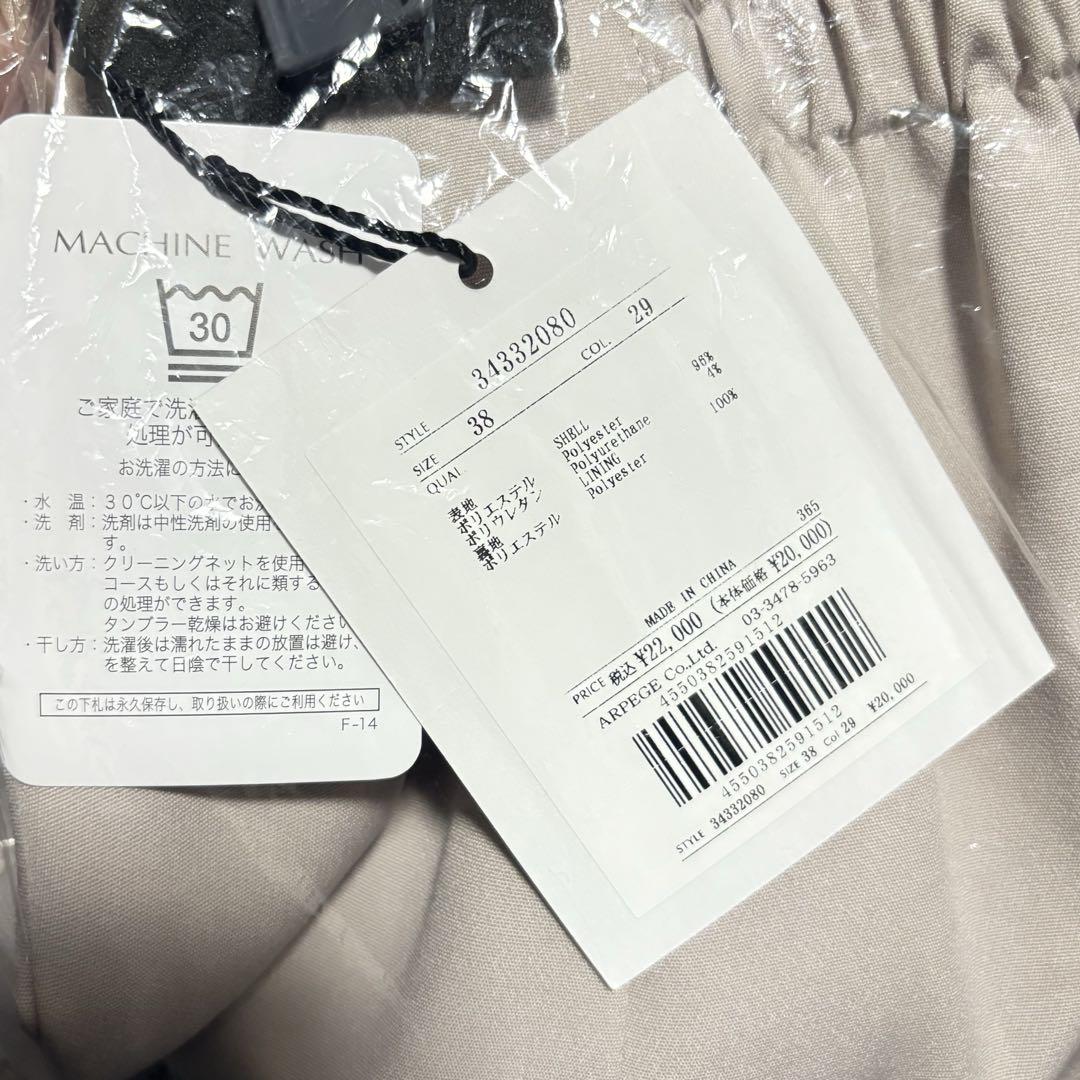 MACHINE WASH
30
ご家庭で洗
処理が可
お洗濯の方法に
・水 温：30℃以下の水でお洗
・洗 剤：洗剤は中性洗剤の使用
す。
・洗い方：クリーニングネットを使用
コースもしくはそれに類する
の処理ができます。
タンブラー乾燥はお避けください
・干し方：洗濯後は濡れたままの放置は避け、
を整えて日陰で干してください。
この下札は永久保存し、取り扱いの際にご利用ください
F-14
STYLE 34332080
SIZE 38 COL. 29
QUAL.
表地 SHELL
ポリエステル Polyester 96%
ポリウレタン Polyurethane 4%
裏地 LINING
ポリエステル Polyester 100%
365
MADE IN CHINA
PRICE 税込 ¥22,000 (本体価格 ¥20,000)
ARPEGE Co.,Ltd. 03-3478-5963
4550382591512
4550382591512
STYLE 34332080 SIZE 38 Col 29 ¥20,000